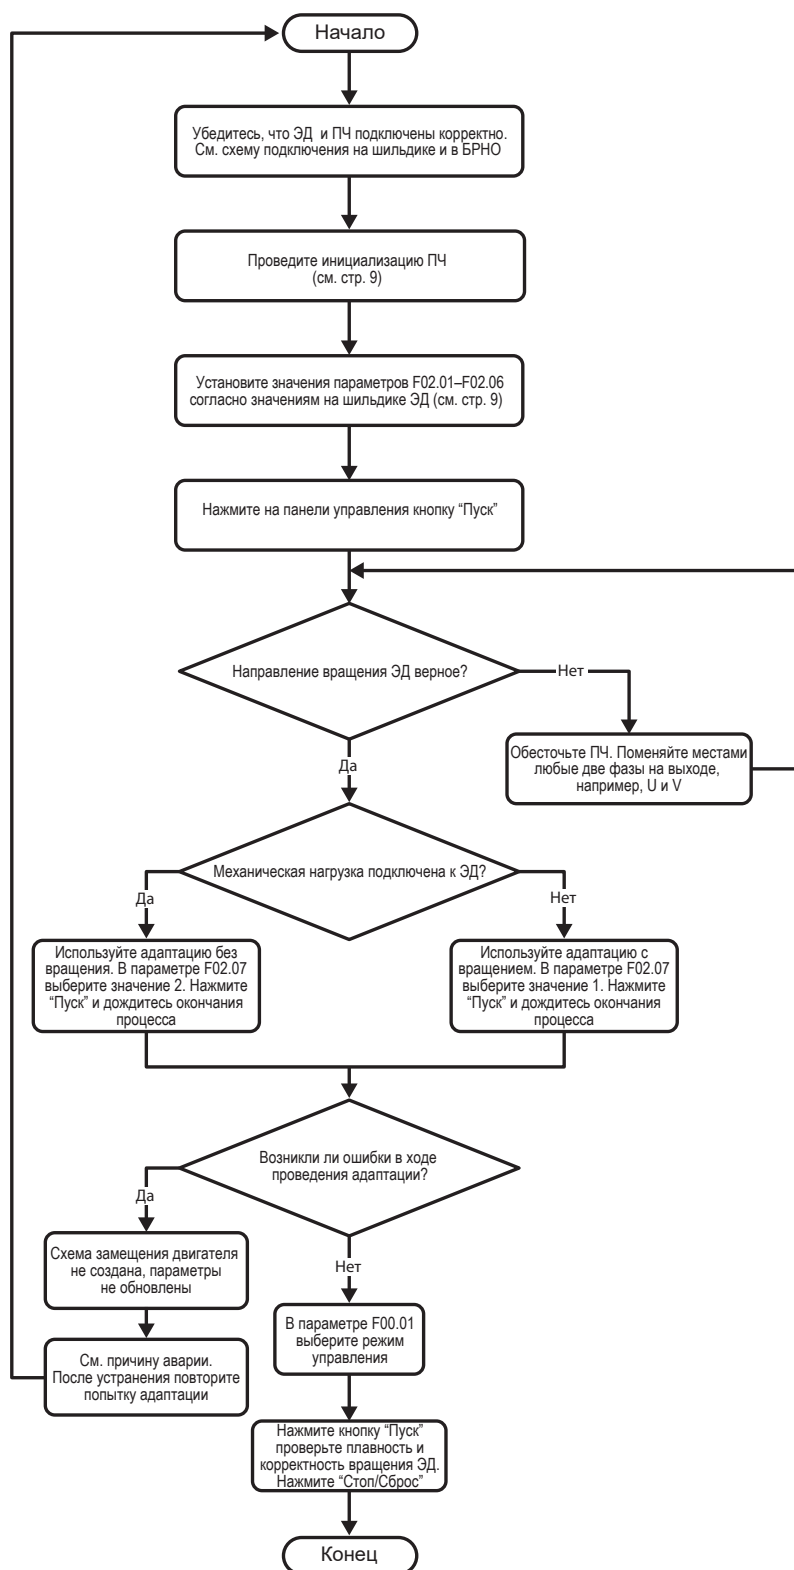 Начало
Убедитесь, что ЭД и ПЧ подключены корректно.
См. схему подключения на шильдике и в БРНО
Проведите инициализацию ПЧ
(см. стр. 9)
Установите значения параметров F02.01–F02.06
согласно значениям на шильдике ЭД (см. стр. 9)
Нажмите на панели управления кнопку “Пуск”
Направление вращения ЭД верное?
Нет
Обесточьте ПЧ. Поменяйте местами
любые две фазы на выходе,
например, U и V
Да
Механическая нагрузка подключена к ЭД?
Да
Нет
Используйте адаптацию без
вращения. В параметре F02.07
выберите значение 2. Нажмите
“Пуск” и дождитесь окончания
процесса
Используйте адаптацию с
вращением. В параметре F02.07
выберите значение 1. Нажмите
“Пуск” и дождитесь окончания
процесса
Возникли ли ошибки в ходе
проведения адаптации?
Да
Схема замещения двигателя
не создана, параметры
не обновлены
См. причину аварии.
После устранения повторите
попытку адаптации
Нет
В параметре F00.01
выберите режим
управления
Нажмите кнопку “Пуск”
проверьте плавность и
корректность вращения ЭД.
Нажмите “Стоп/Сброс”
Конец